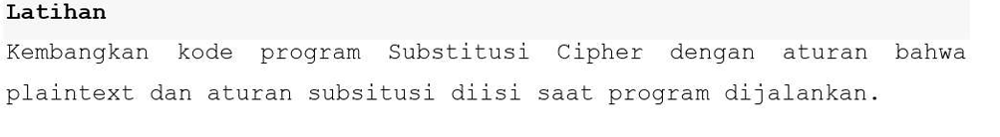 Latihan
Kembangkan kode program Substitusi Cipher dengan aturan bahwa
plaintext dan aturan subsitusi diisi saat program dijalankan.